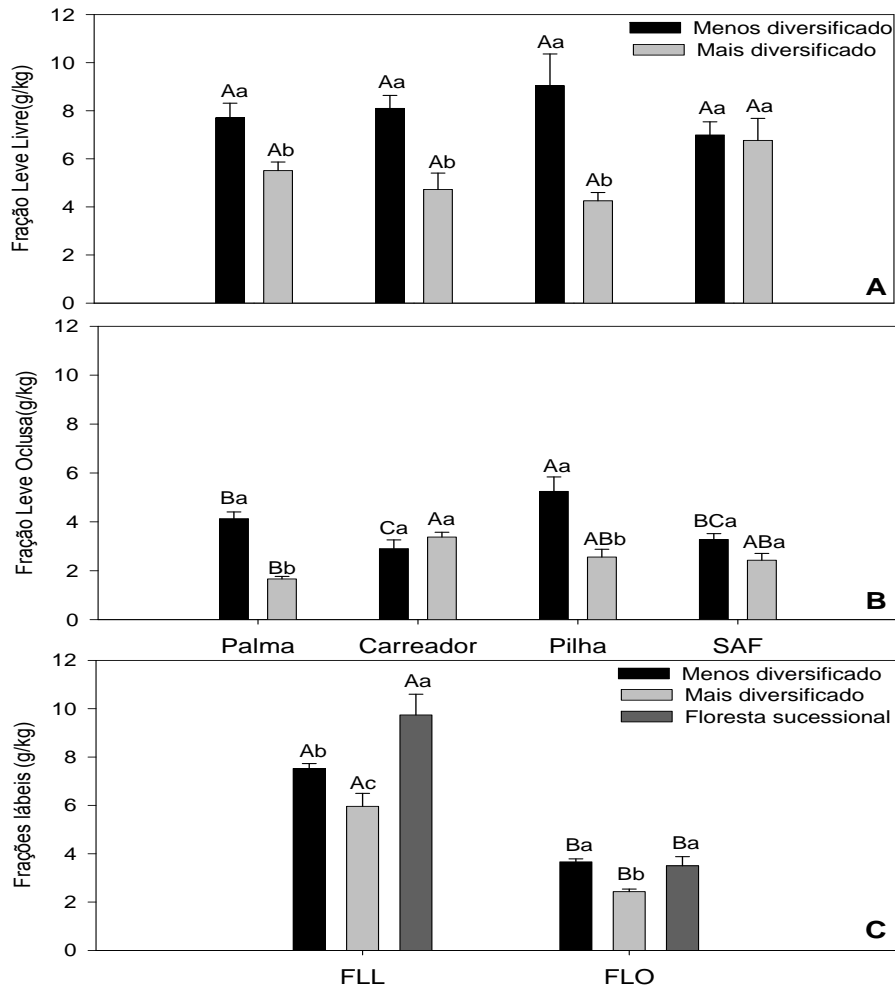 12
10
8
6
4
2
0
Fração Leve Livre(g/kg)
Menos diversificado
Mais diversificado
Aa
Ab
Aa
Ab
Aa
Ab
Aa
Aa
A
12
10
8
6
4
2
0
Fração Leve Oclusa(g/kg)
Ba
Bb
Ca
Aa
Aa
ABb
BCa
ABa
B
Palma
Carreador
Pilha
SAF
12
10
8
6
4
2
0
Frações lábeis (g/kg)
Menos diversificado
Mais diversificado
Floresta sucessional
Ab
Ac
Aa
Ba
Bb
Ba
C
FLL
FLO